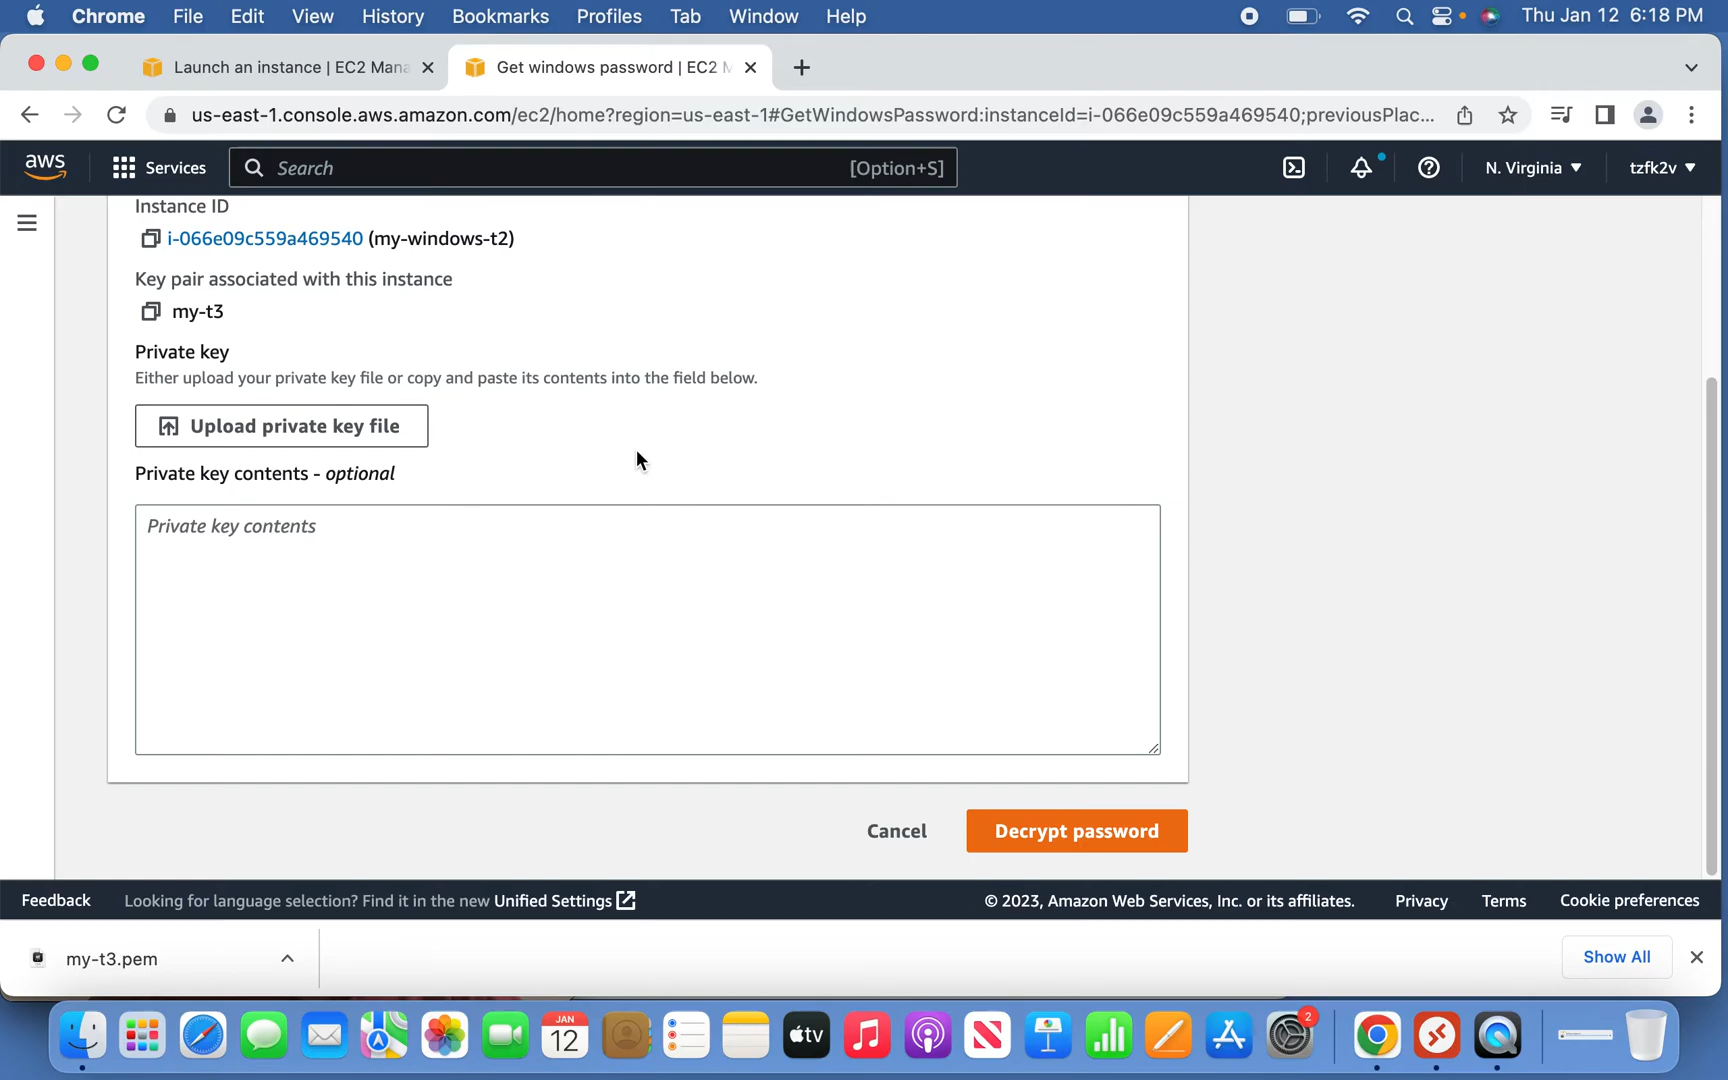 Chrome File Edit View History Bookmarks Profiles Tab Window Help Thu Jan 12 6:18 PM
Launch an instance | EC2 Mana Get windows password | EC2 M
us-east-1.console.aws.amazon.com/ec2/home?region=us-east-1#GetWindowsPassword:instanceId=i-066e09c559a469540;previousPlac...
aws Services Search [Option+S] N. Virginia tzfk2v
Instance ID
i-066e09c559a469540 (my-windows-t2)
Key pair associated with this instance
my-t3
Private key
Either upload your private key file or copy and paste its contents into the field below.
Upload private key file
Private key contents - optional
Private key contents
Cancel Decrypt password
Feedback Looking for language selection? Find it in the new Unified Settings © 2023, Amazon Web Services, Inc. or its affiliates. Privacy Terms Cookie preferences
my-t3.pem Show All
JAN
12
tv
2